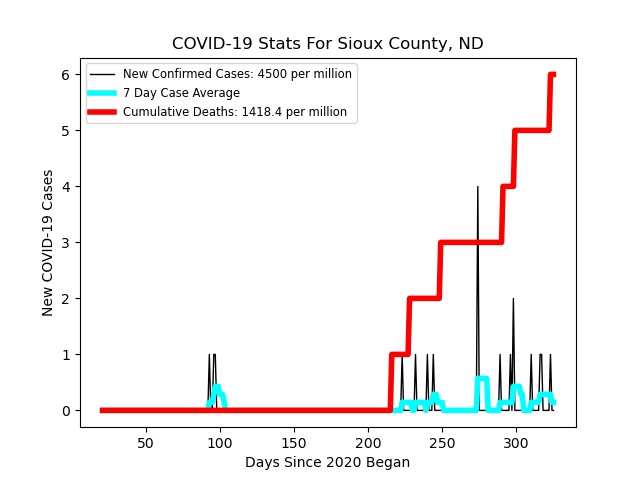 COVID-19 Stats For Sioux County, ND
New Confirmed Cases: 4500 per million
7 Day Case Average
Cumulative Deaths: 1418.4 per million
New COVID-19 Cases
6
5
4
3
2
1
0
50 100 150 200 250 300
Days Since 2020 Began